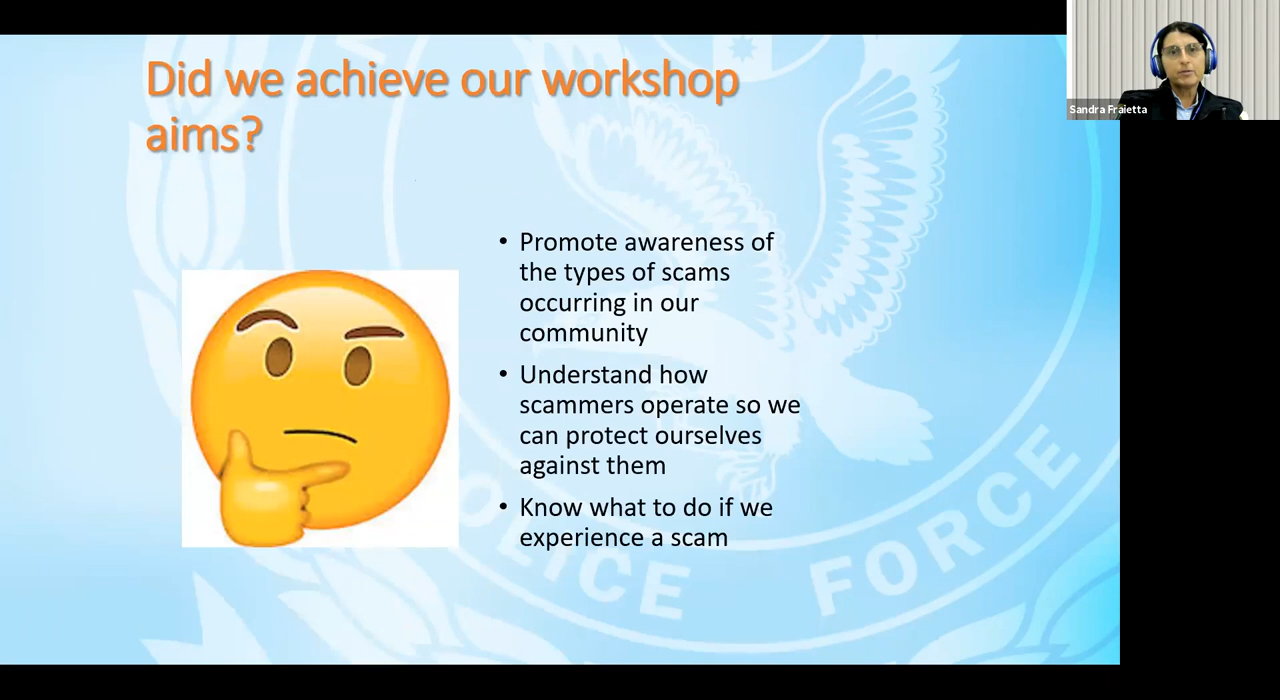 Did we achieve our workshop
aims?
Sandra Fraietta
• Promote awareness of
the types of scams
occurring in our
community
• Understand how
scammers operate so we
can protect ourselves
against them
• Know what to do if we
experience a scam
POLICE FORCE